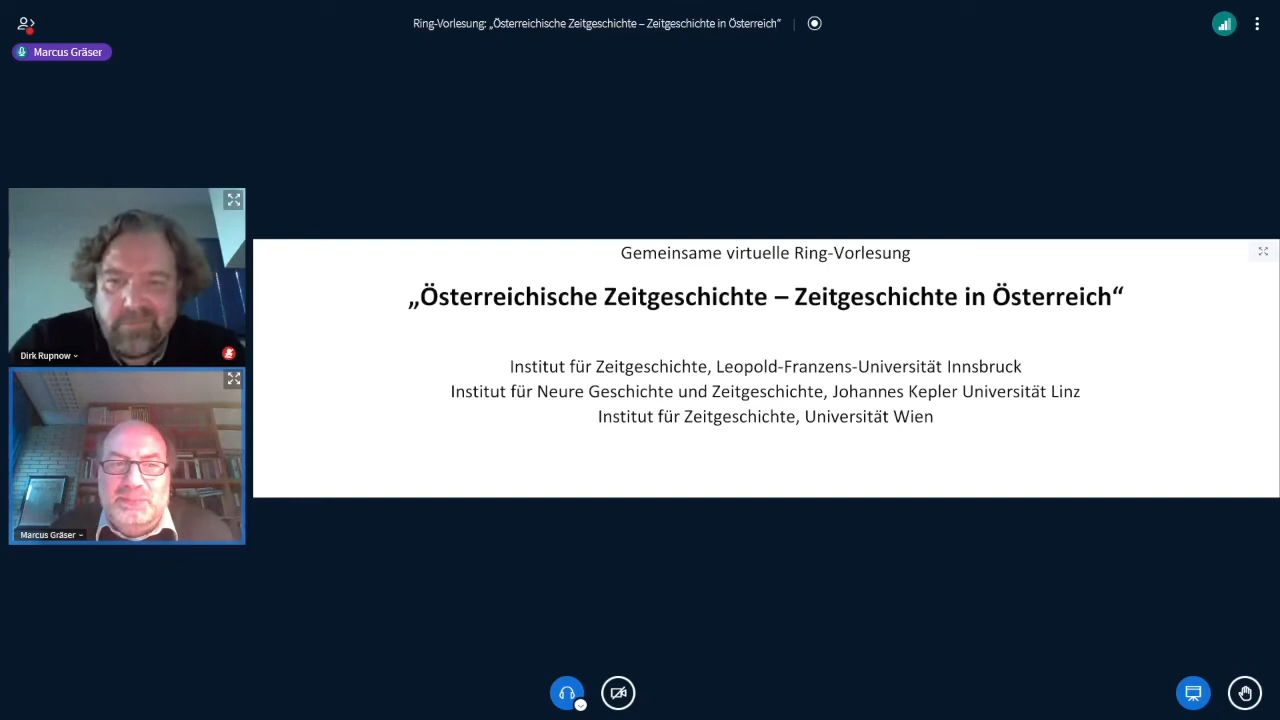 Ring-Vorlesung: „Österreichische Zeitgeschichte – Zeitgeschichte in Österreich“
Marcus Gräser
Dirk Rupnow
Marcus Gräser
Gemeinsame virtuelle Ring-Vorlesung
„Österreichische Zeitgeschichte – Zeitgeschichte in Österreich“
Institut für Zeitgeschichte, Leopold-Franzens-Universität Innsbruck
Institut für Neure Geschichte und Zeitgeschichte, Johannes Kepler Universität Linz
Institut für Zeitgeschichte, Universität Wien